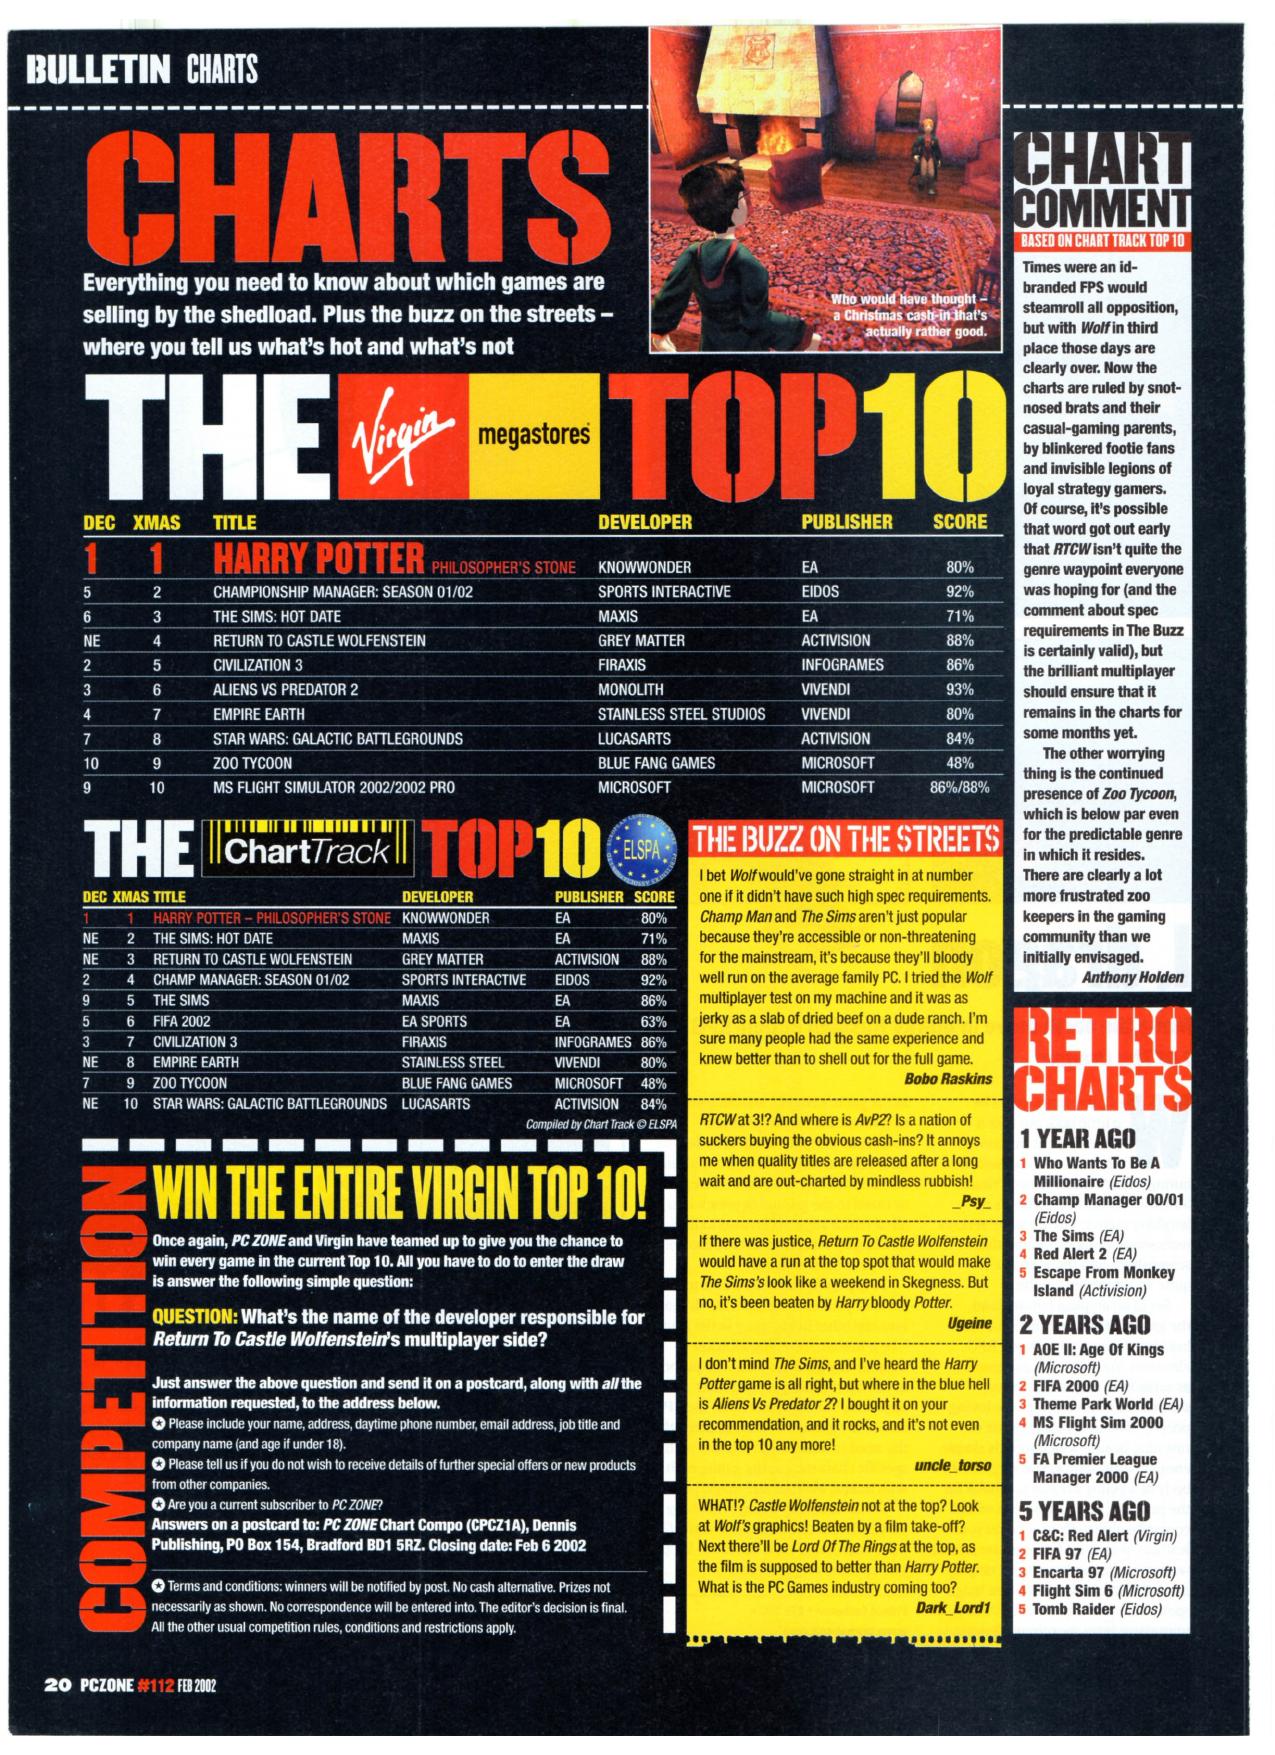 BULLETIN CHARTS
CHARTS
Everything you need to know about which games are
selling by the shedload. Plus the buzz on the streets –
where you tell us what's hot and what's not
Who would have thought –
a Christmas cash-in that's
actually rather good.
THE Virgin megastores TOP10
DEC XMAS TITLE DEVELOPER PUBLISHER SCORE
1 1 HARRY POTTER PHILOSOPHER'S STONE KNOWWONDER EA 80%
5 2 CHAMPIONSHIP MANAGER: SEASON 01/02 SPORTS INTERACTIVE EIDOS 92%
6 3 THE SIMS: HOT DATE MAXIS EA 71%
NE 4 RETURN TO CASTLE WOLFENSTEIN GREY MATTER ACTIVISION 88%
2 5 CIVILIZATION 3 FIRAXIS INFOGRAMES 86%
3 6 ALIENS VS PREDATOR 2 MONOLITH VIVENDI 93%
4 7 EMPIRE EARTH STAINLESS STEEL STUDIOS VIVENDI 80%
7 8 STAR WARS: GALACTIC BATTLEGROUNDS LUCASARTS ACTIVISION 84%
10 9 ZOO TYCOON BLUE FANG GAMES MICROSOFT 48%
9 10 MS FLIGHT SIMULATOR 2002/2002 PRO MICROSOFT MICROSOFT 86%/88%
THE ChartTrack TOP10 ELSPA
DEC XMAS TITLE DEVELOPER PUBLISHER SCORE
1 1 HARRY POTTER – PHILOSOPHER'S STONE KNOWWONDER EA 80%
NE 2 THE SIMS: HOT DATE MAXIS EA 71%
NE 3 RETURN TO CASTLE WOLFENSTEIN GREY MATTER ACTIVISION 88%
2 4 CHAMP MANAGER: SEASON 01/02 SPORTS INTERACTIVE EIDOS 92%
9 5 THE SIMS MAXIS EA 86%
5 6 FIFA 2002 EA SPORTS EA 63%
3 7 CIVILIZATION 3 FIRAXIS INFOGRAMES 86%
NE 8 EMPIRE EARTH STAINLESS STEEL VIVENDI 80%
7 9 ZOO TYCOON BLUE FANG GAMES MICROSOFT 48%
NE 10 STAR WARS: GALACTIC BATTLEGROUNDS LUCASARTS ACTIVISION 84%
Compiled by Chart Track © ELSPA
COMPETITION
WIN THE ENTIRE VIRGIN TOP 10!
Once again, PC ZONE and Virgin have teamed up to give you the chance to
win every game in the current Top 10. All you have to do to enter the draw
is answer the following simple question:
QUESTION: What's the name of the developer responsible for
Return To Castle Wolfenstein's multiplayer side?
Just answer the above question and send it on a postcard, along with all the
information requested, to the address below.
✪ Please include your name, address, daytime phone number, email address, job title and
company name (and age if under 18).
✪ Please tell us if you do not wish to receive details of further special offers or new products
from other companies.
✪ Are you a current subscriber to PC ZONE?
Answers on a postcard to: PC ZONE Chart Compo (CPCZ1A), Dennis
Publishing, PO Box 154, Bradford BD1 5RZ. Closing date: Feb 6 2002
✪ Terms and conditions: winners will be notified by post. No cash alternative. Prizes not
necessarily as shown. No correspondence will be entered into. The editor's decision is final.
All the other usual competition rules, conditions and restrictions apply.
THE BUZZ ON THE STREETS
I bet Wolf would've gone straight in at number
one if it didn't have such high spec requirements.
Champ Man and The Sims aren't just popular
because they're accessible or non-threatening
for the mainstream, it's because they'll bloody
well run on the average family PC. I tried the Wolf
multiplayer test on my machine and it was as
jerky as a slab of dried beef on a dude ranch. I'm
sure many people had the same experience and
knew better than to shell out for the full game.
Bobo Raskins
RTCW at 3!? And where is AvP2? Is a nation of
suckers buying the obvious cash-ins? It annoys
me when quality titles are released after a long
wait and are out-charted by mindless rubbish!
_Psy_
If there was justice, Return To Castle Wolfenstein
would have a run at the top spot that would make
The Sims's look like a weekend in Skegness. But
no, it's been beaten by Harry bloody Potter.
Ugeine
I don't mind The Sims, and I've heard the Harry
Potter game is all right, but where in the blue hell
is Aliens Vs Predator 2? I bought it on your
recommendation, and it rocks, and it's not even
in the top 10 any more!
uncle_torso
WHAT!? Castle Wolfenstein not at the top? Look
at Wolf's graphics! Beaten by a film take-off?
Next there'll be Lord Of The Rings at the top, as
the film is supposed to better than Harry Potter.
What is the PC Games industry coming too?
Dark_Lord1
CHART
COMMENT
BASED ON CHART TRACK TOP 10
Times were an id-
branded FPS would
steamroll all opposition,
but with Wolf in third
place those days are
clearly over. Now the
charts are ruled by snot-
nosed brats and their
casual-gaming parents,
by blinkered footie fans
and invisible legions of
loyal strategy gamers.
Of course, it's possible
that word got out early
that RTCW isn't quite the
genre waypoint everyone
was hoping for (and the
comment about spec
requirements in The Buzz
is certainly valid), but
the brilliant multiplayer
should ensure that it
remains in the charts for
some months yet.
The other worrying
thing is the continued
presence of Zoo Tycoon,
which is below par even
for the predictable genre
in which it resides.
There are clearly a lot
more frustrated zoo
keepers in the gaming
community than we
initially envisaged.
Anthony Holden
RETRO
CHARTS
1 YEAR AGO
1 Who Wants To Be A
Millionaire (Eidos)
2 Champ Manager 00/01
(Eidos)
3 The Sims (EA)
4 Red Alert 2 (EA)
5 Escape From Monkey
Island (Activision)
2 YEARS AGO
1 AOE II: Age Of Kings
(Microsoft)
2 FIFA 2000 (EA)
3 Theme Park World (EA)
4 MS Flight Sim 2000
(Microsoft)
5 FA Premier League
Manager 2000 (EA)
5 YEARS AGO
1 C&C: Red Alert (Virgin)
2 FIFA 97 (EA)
3 Encarta 97 (Microsoft)
4 Flight Sim 6 (Microsoft)
5 Tomb Raider (Eidos)
20 PCZONE #112 FEB 2002